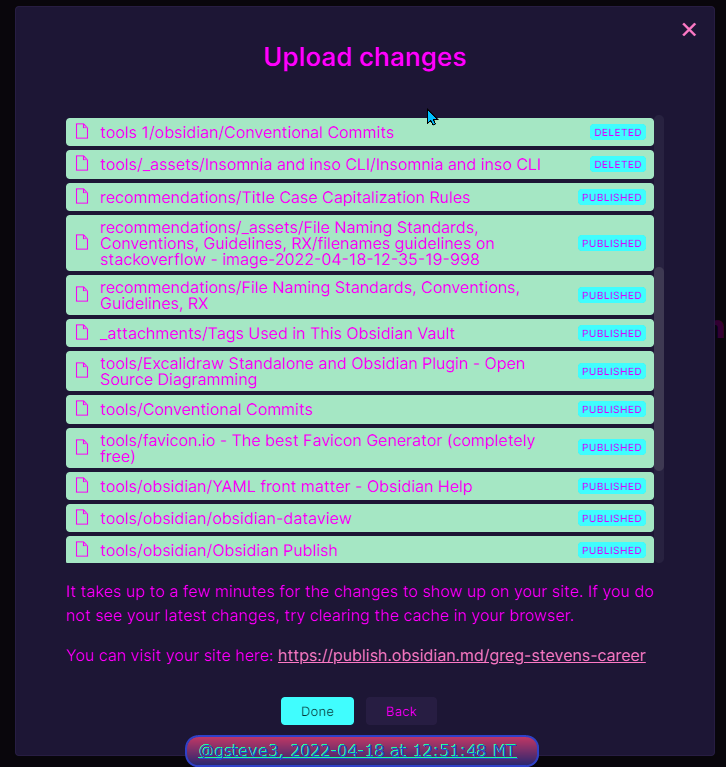 Upload changes
tools 1/obsidian/Conventional Commits
DELETED
tools/_assets/Insomnia and inso CLI/Insomnia and inso CLI
DELETED
recommendations/Title Case Capitalization Rules
PUBLISHED
recommendations/_assets/File Naming Standards,
Conventions, Guidelines, RX/filenames guidelines on
stackoverflow - image-2022-04-18-12-35-19-998
PUBLISHED
recommendations/File Naming Standards, Conventions,
Guidelines, RX
PUBLISHED
_attachments/Tags Used in This Obsidian Vault
PUBLISHED
tools/Excalidraw Standalone and Obsidian Plugin - Open
Source Diagramming
PUBLISHED
tools/Conventional Commits
PUBLISHED
tools/favicon.io - The best Favicon Generator (completely
free)
PUBLISHED
tools/obsidian/YAML front matter - Obsidian Help
PUBLISHED
tools/obsidian/obsidian-dataview
PUBLISHED
tools/obsidian/Obsidian Publish
PUBLISHED
It takes up to a few minutes for the changes to show up on your site. If you do
not see your latest changes, try clearing the cache in your browser.
You can visit your site here: https://publish.obsidian.md/greg-stevens-career
Done
Back
@gsteve3, 2022-04-18 at 12:51:48 MT